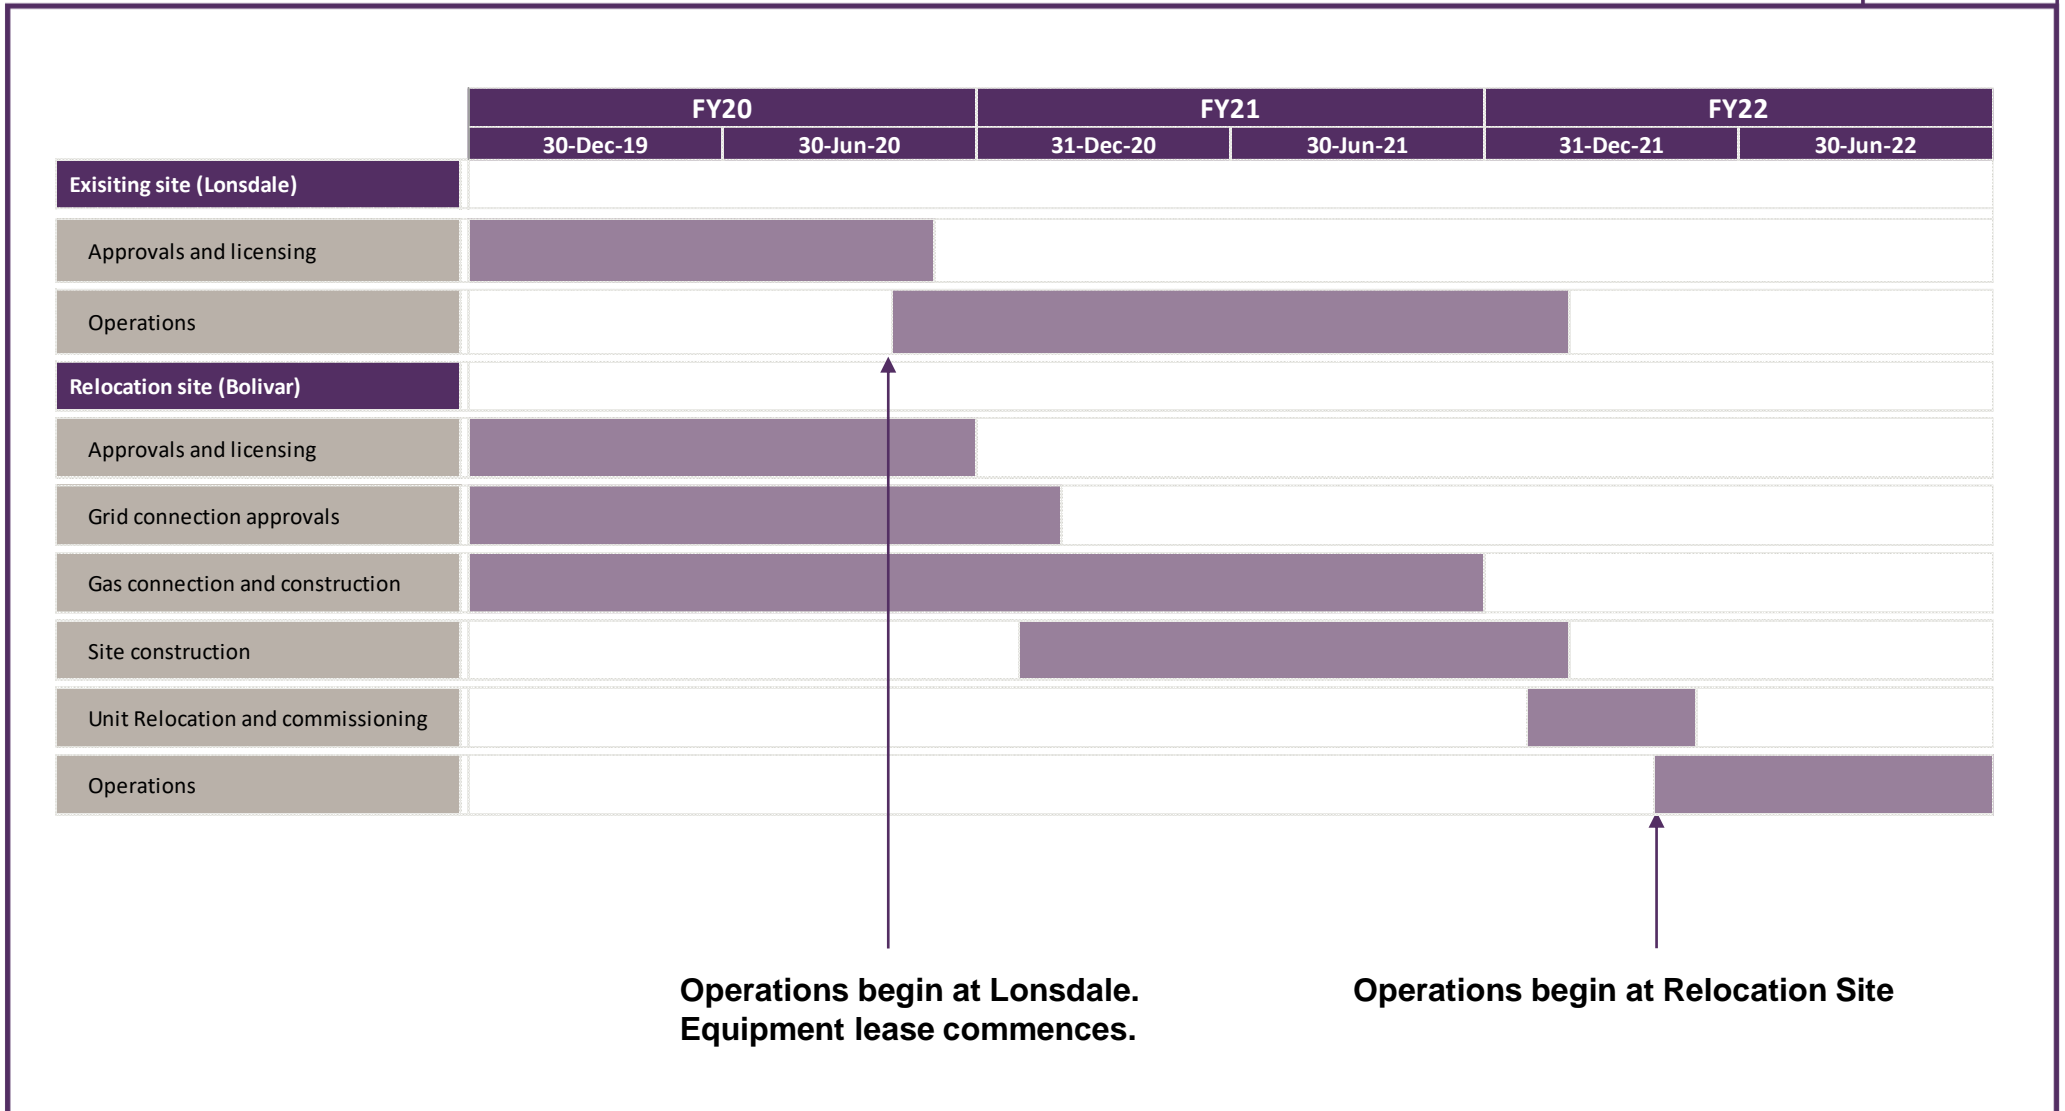 FY20 FY21 FY22
30-Dec-19 30-Jun-20 31-Dec-20 30-Jun-21 31-Dec-21 30-Jun-22
Exisiting site (Lonsdale)
Approvals and licensing
Operations
Relocation site (Bolivar)
Approvals and licensing
Grid connection approvals
Gas connection and construction
Site construction
Unit Relocation and commissioning
Operations
Operations begin at Lonsdale.
Equipment lease commences.
Operations begin at Relocation Site